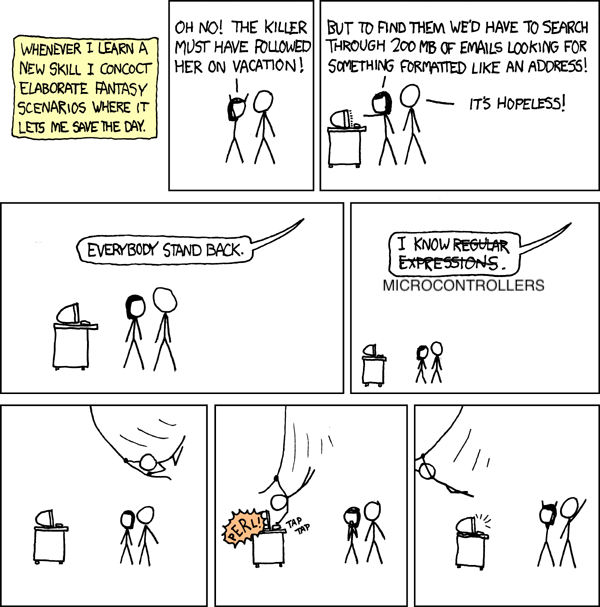 WHENEVER I LEARN A
NEW SKILL I CONCOCT
ELABORATE FANTASY
SCENARIOS WHERE IT
LETS ME SAVE THE DAY.
OH NO! THE KILLER
MUST HAVE FOLLOWED
HER ON VACATION!
BUT TO FIND THEM WE'D HAVE TO SEARCH
THROUGH 200 MB OF EMAILS LOOKING FOR
SOMETHING FORMATTED LIKE AN ADDRESS!
IT'S HOPELESS!
EVERYBODY STAND BACK.
I KNOW REGULAR
EXPRESSIONS.
MICROCONTROLLERS
PERL!
TAP
TAP